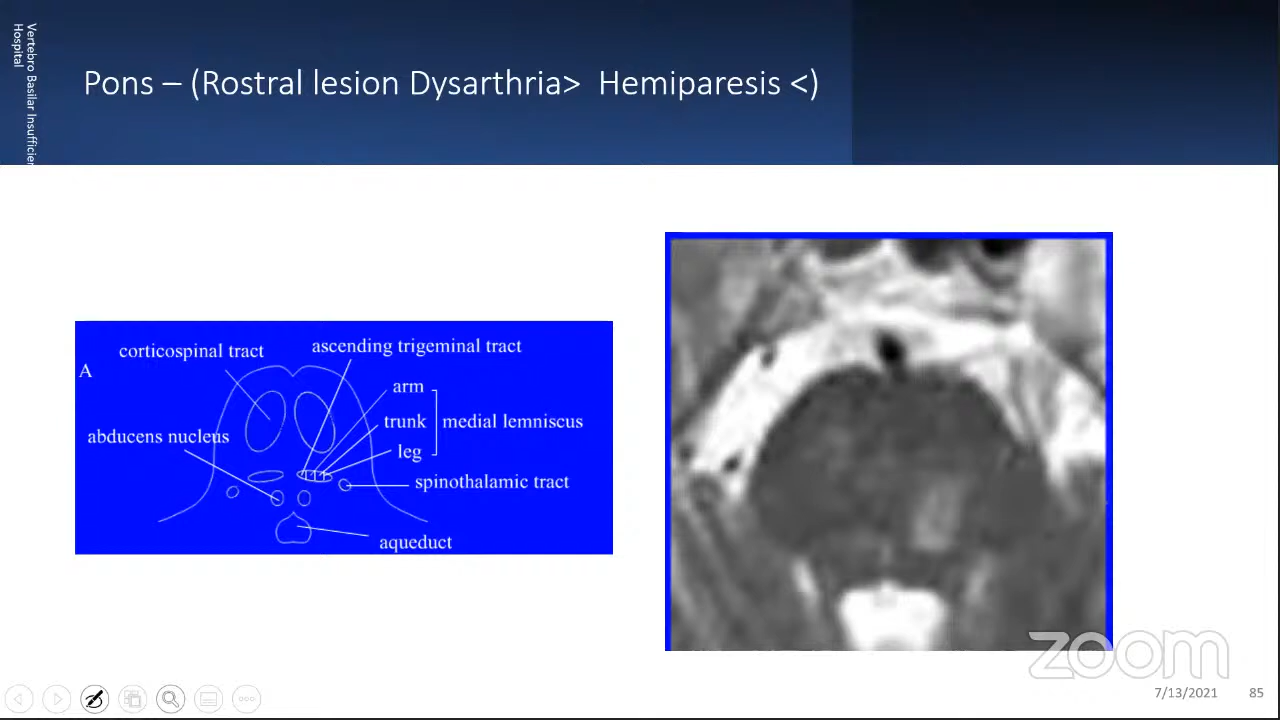 Vertebro Basilar Insufficien
Hospital
Pons – (Rostral lesion Dysarthria> Hemiparesis <)
corticospinal tract
ascending trigeminal tract
A
arm
trunk
medial lemniscus
abducens nucleus
leg
spinothalamic tract
aqueduct
zoom
7/13/2021
85